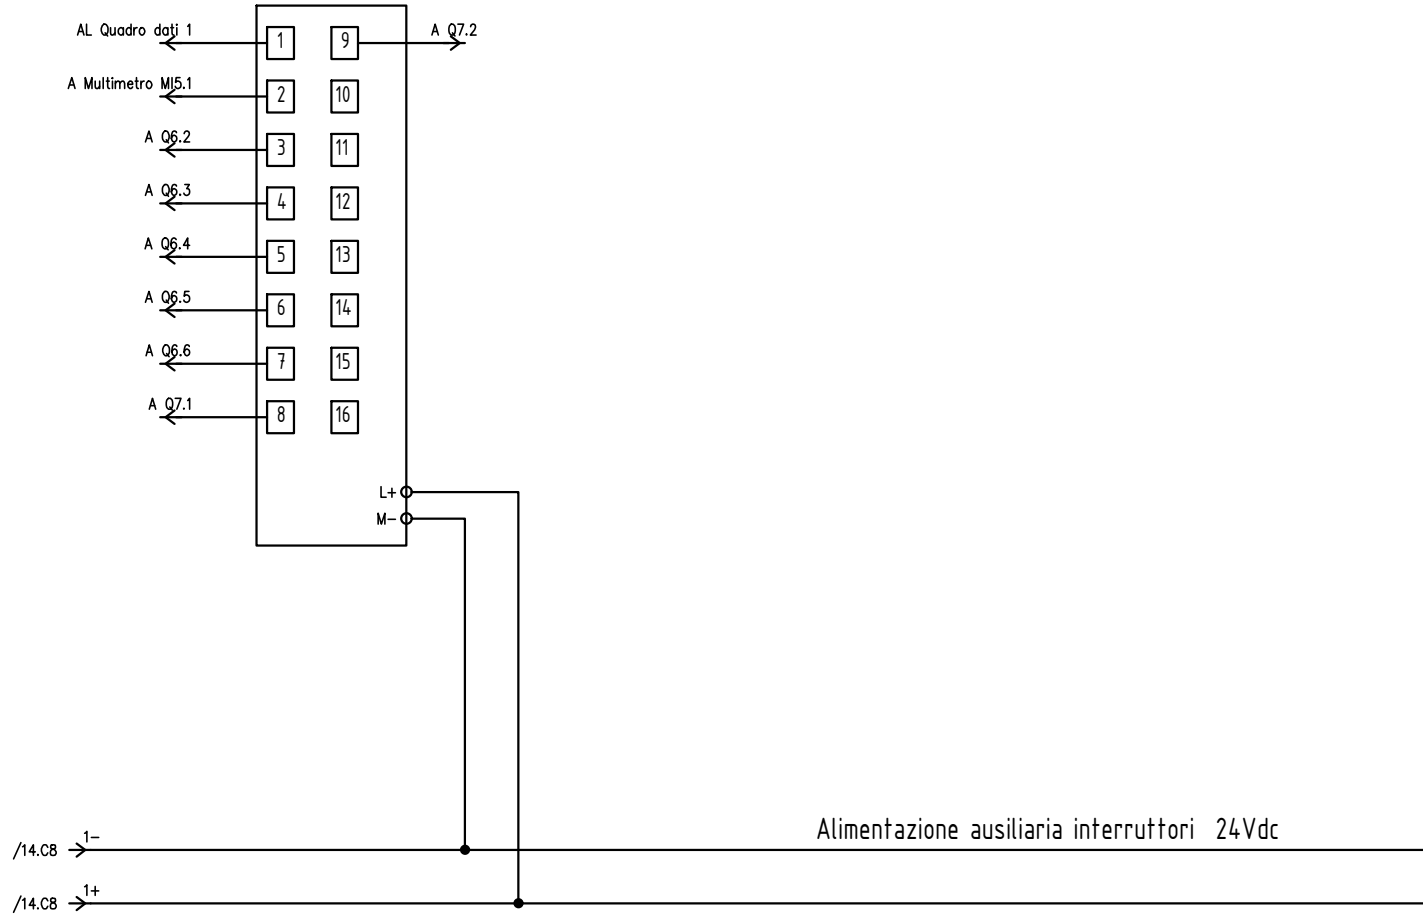 AL Quadro dati 1
1
9
A Q7.2
A Multimetro MI5.1
2
10
A Q6.2
3
11
A Q6.3
4
12
A Q6.4
5
13
A Q6.5
6
14
A Q6.6
7
15
A Q7.1
8
16
L+
M-
Alimentazione ausiliaria interruttori 24Vdc
1-
/14.C8
1+
/14.C8